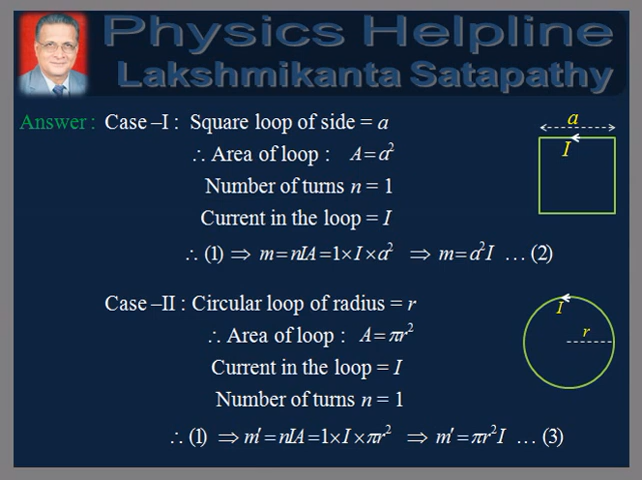 Physics Helpline
Lakshmikanta Satapathy
Answer : Case –I : Square loop of side = a
∴ Area of loop : A = a²
Number of turns n = 1
Current in the loop = I
∴ (1) ⇒ m = nIA = 1 × I × a² ⇒ m = a²I … (2)
a
I
Case –II : Circular loop of radius = r
∴ Area of loop : A = πr²
Current in the loop = I
Number of turns n = 1
∴ (1) ⇒ m′ = nIA = 1 × I × πr² ⇒ m′ = πr²I … (3)
I
r